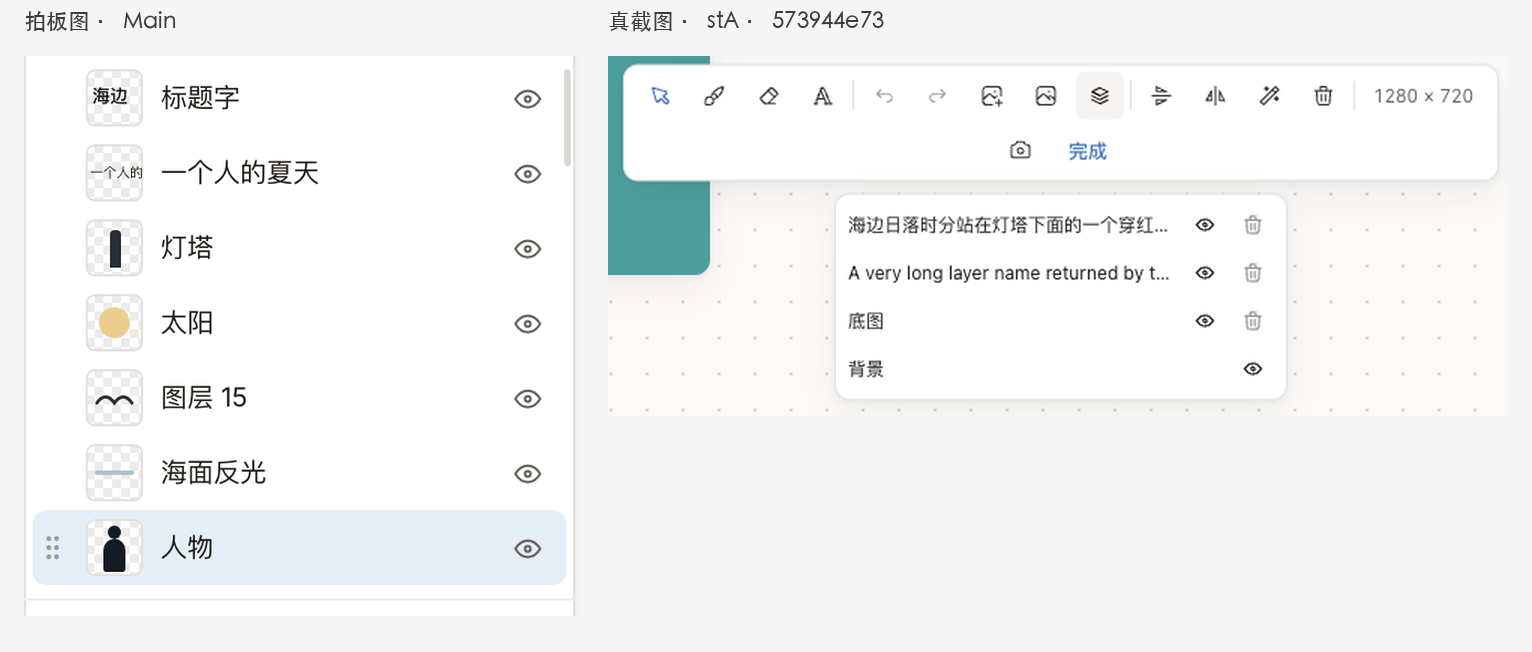 拍板图 · Main
海边 标题字
一个人的 一个人的夏天
灯塔
太阳
图层 15
海面反光
人物
真截图 · stA · 573944e73
1280 × 720
完成
海边日落时分站在灯塔下面的一个穿红...
A very long layer name returned by t...
底图
背景